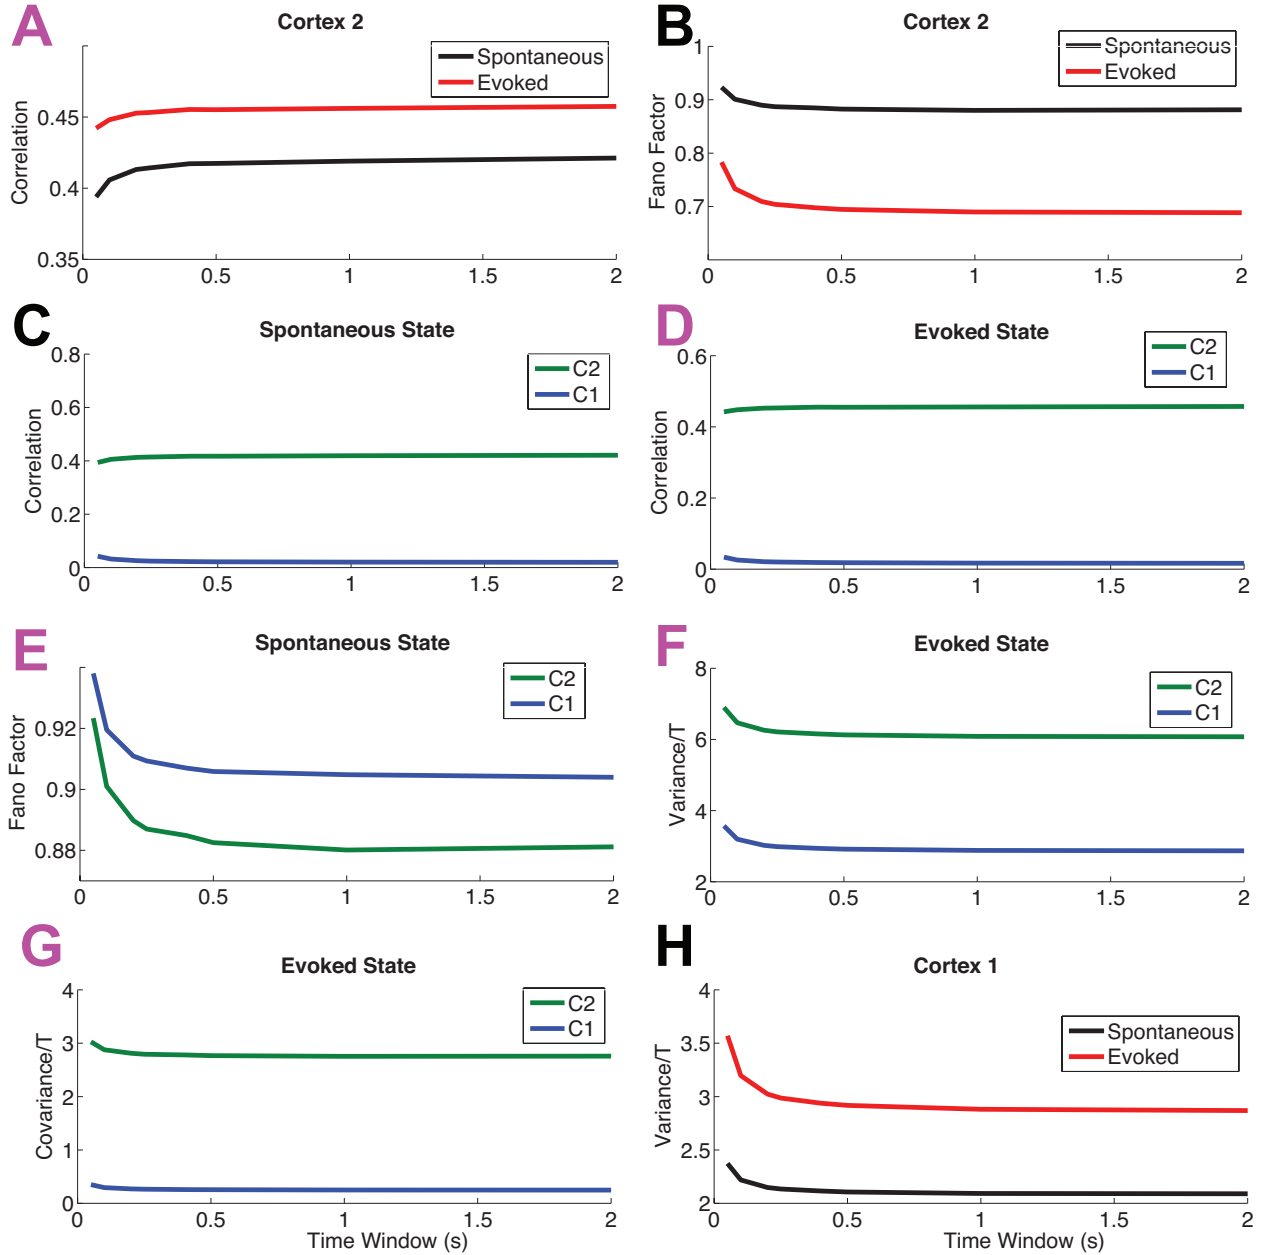 A
Cortex 2
Spontaneous
Evoked
Correlation
0.45
0.4
0.35
0 0.5 1 1.5 2
B
Cortex 2
Spontaneous
Evoked
Fano Factor
1
0.9
0.8
0.7
0 0.5 1 1.5 2
C
Spontaneous State
C2
C1
Correlation
0.8
0.6
0.4
0.2
0
0 0.5 1 1.5 2
D
Evoked State
C2
C1
Correlation
0.6
0.4
0.2
0
0 0.5 1 1.5 2
E
Spontaneous State
C2
C1
Fano Factor
0.92
0.9
0.88
0 0.5 1 1.5 2
F
Evoked State
C2
C1
Variance/T
8
6
4
2
0 0.5 1 1.5 2
G
Evoked State
C2
C1
Covariance/T
4
3
2
1
0
0 0.5 1 1.5 2
Time Window (s)
H
Cortex 1
Spontaneous
Evoked
Variance/T
4
3.5
3
2.5
2
0 0.5 1 1.5 2
Time Window (s)